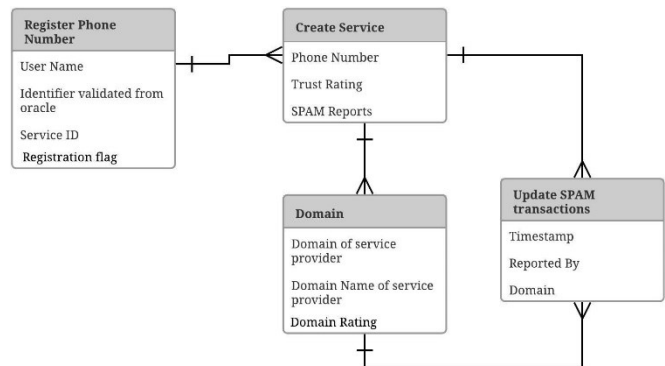 Register Phone
Number
User Name
Identifier validated from
oracle
Service ID
Registration flag
Create Service
Phone Number
Trust Rating
SPAM Reports
Domain
Domain of service
provider
Domain Name of service
provider
Domain Rating
Update SPAM
transactions
Timestamp
Reported By
Domain